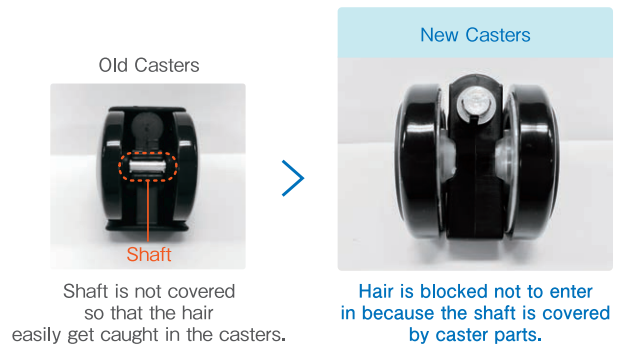 Old Casters
Shaft
Shaft is not covered
so that the hair
easily get caught in the casters.
New Casters
Hair is blocked not to enter
in because the shaft is covered
by caster parts.